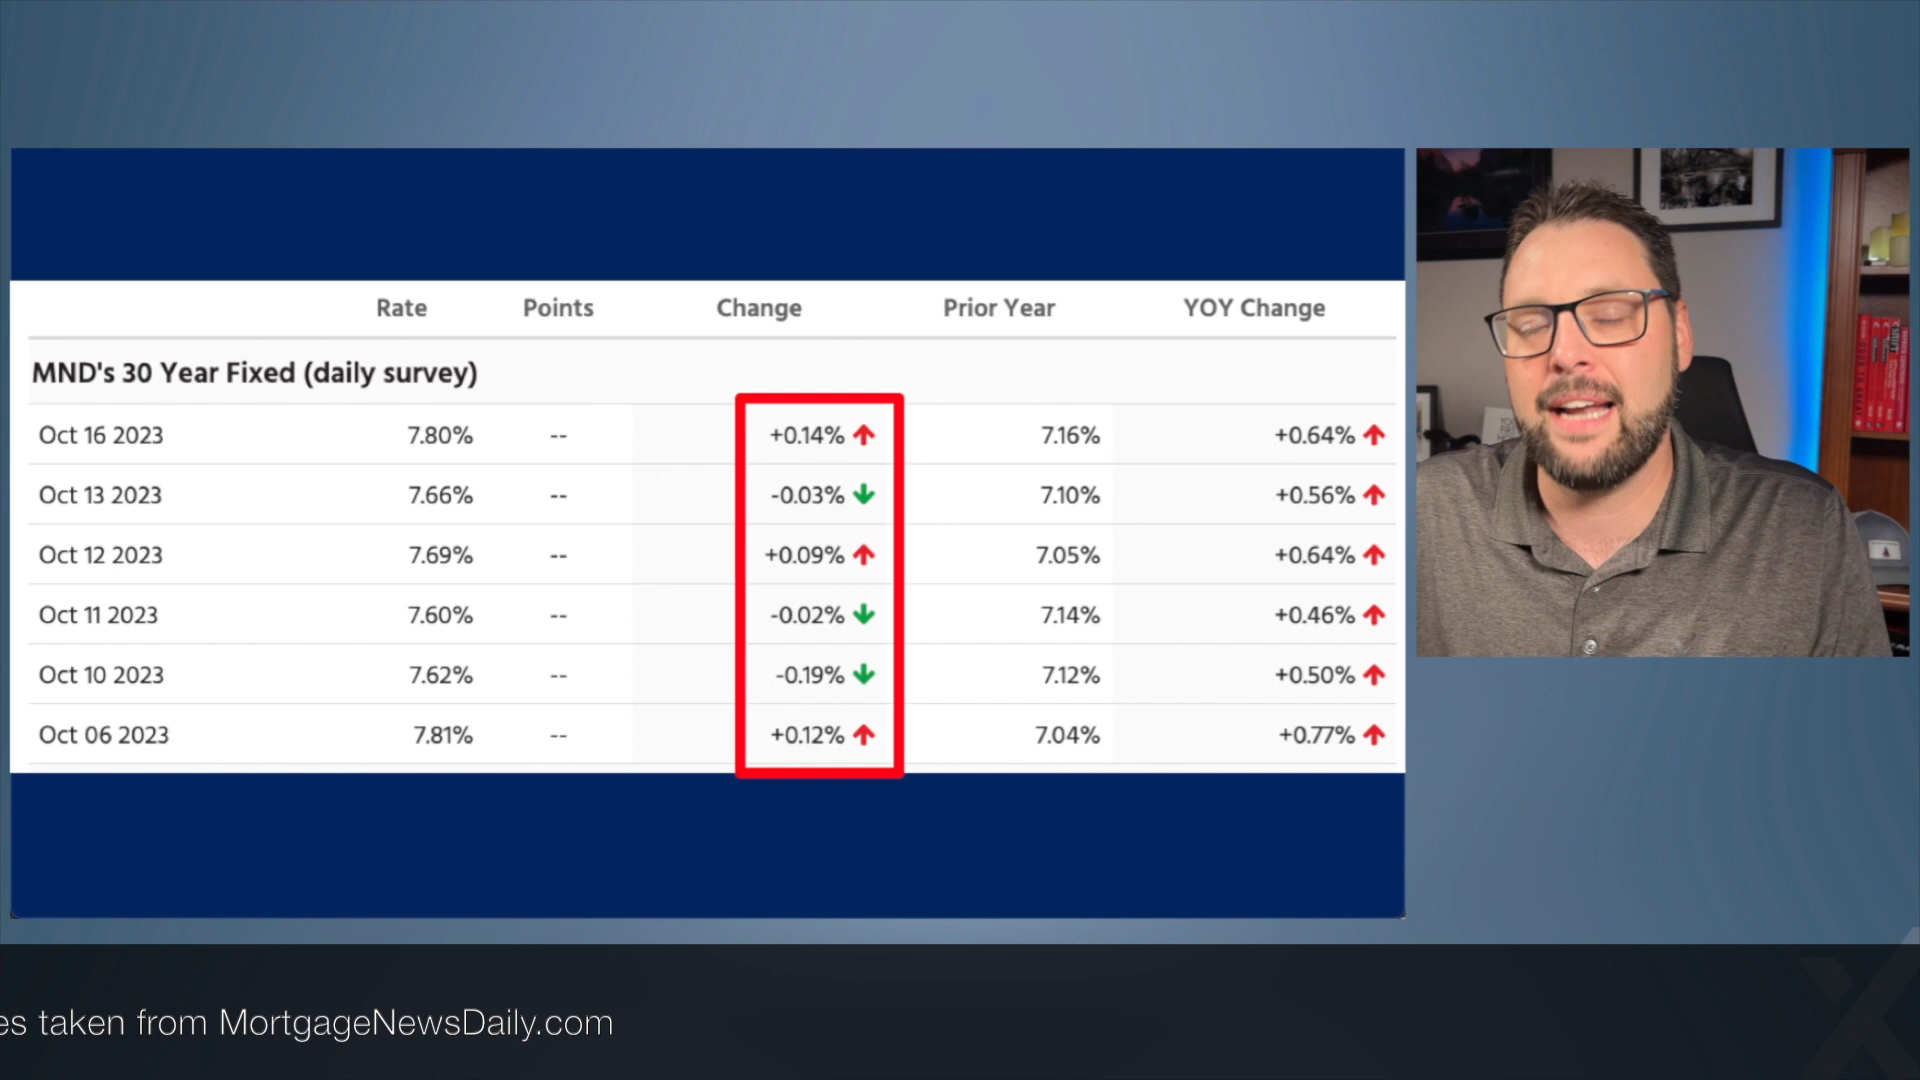 Rate Points Change Prior Year YOY Change
MND's 30 Year Fixed (daily survey)
Oct 16 2023 7.80% -- +0.14% 7.16% +0.64%
Oct 13 2023 7.66% -- -0.03% 7.10% +0.56%
Oct 12 2023 7.69% -- +0.09% 7.05% +0.64%
Oct 11 2023 7.60% -- -0.02% 7.14% +0.46%
Oct 10 2023 7.62% -- -0.19% 7.12% +0.50%
Oct 06 2023 7.81% -- +0.12% 7.04% +0.77%
es taken from MortgageNewsDaily.com